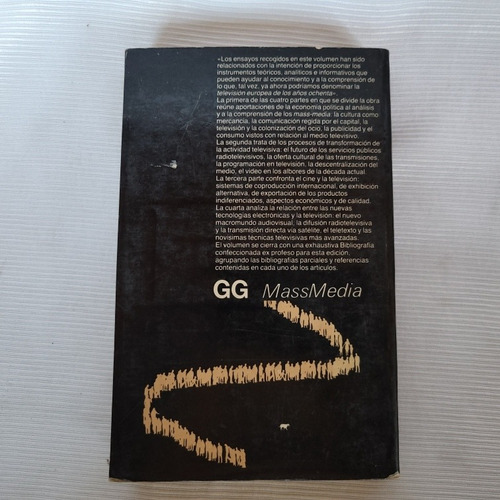 «Los ensayos recogidos en este volumen han sido
relacionados con la intención de proporcionar los
instrumentos teóricos, analíticos e informativos que
pueden ayudar al conocimiento y a la comprensión de
lo que, tal vez, ya ahora podríamos denominar la
televisión europea de los años ochenta».
La primera de las cuatro partes en que se divide la obra
reúne aportaciones de la economía política al análisis
y a la comprensión de los mass-media: la cultura como
mercancía, la comunicación regida por el capital, la
televisión y la colonización del ocio, la publicidad y el
consumo vistos con relación al medio televisivo.
La segunda trata de los procesos de transformación de
la actividad televisiva: el futuro de los servicios públicos
radiotelevisivos, la oferta cultural de las transmisiones,
la programación en televisión, la descentralización del
medio, el video en los albores de la década actual.
La tercera parte confronta el cine y la televisión:
sistemas de coproducción internacional, de exhibición
alternativa, de exportación de los productos
indiferenciados, aspectos económicos y de calidad.
La cuarta analiza la relación entre las nuevas
tecnologías electrónicas y la televisión: el nuevo
macromundo audiovisual, la difusión radiotelevisiva
y la transmisión directa vía satélite, el teletexto y las
novísimas técnicas televisivas más avanzadas.
El volumen se cierra con una exhaustiva Bibliografía
confeccionada ex profeso para esta edición,
agrupando las bibliografías parciales y referencias
contenidas en cada uno de los artículos.
GG MassMedia